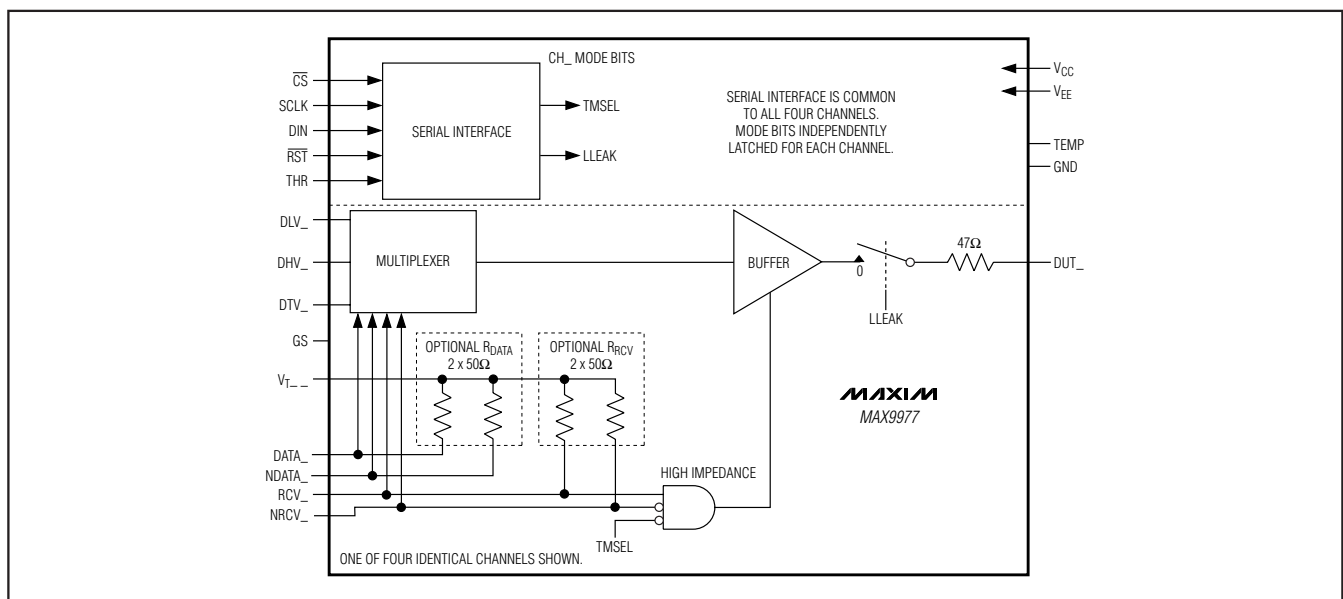 CH_ MODE BITS
CS
SCLK
DIN
RST
THR
SERIAL INTERFACE
TMSEL
LLEAK
SERIAL INTERFACE IS COMMON
TO ALL FOUR CHANNELS.
MODE BITS INDEPENDENTLY
LATCHED FOR EACH CHANNEL.
VCC
VEE
TEMP
GND
DLV_
DHV_
DTV_
GS
VT_ _
MULTIPLEXER
BUFFER
0
LLEAK
47Ω
DUT_
OPTIONAL RDATA
2 x 50Ω
OPTIONAL RRCV
2 x 50Ω
MAXIM
MAX9977
DATA_
NDATA_
RCV_
NRCV_
HIGH IMPEDANCE
TMSEL
ONE OF FOUR IDENTICAL CHANNELS SHOWN.